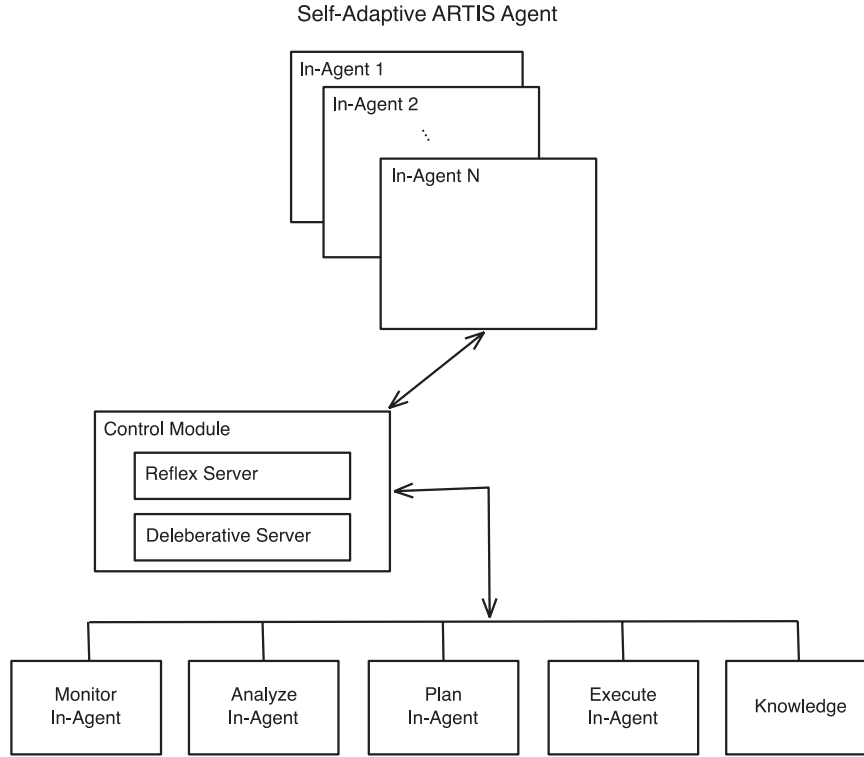 Self-Adaptive ARTIS Agent
In-Agent 1
In-Agent 2
In-Agent N
Control Module
Reflex Server
Deleberative Server
Monitor
In-Agent
Analyze
In-Agent
Plan
In-Agent
Execute
In-Agent
Knowledge